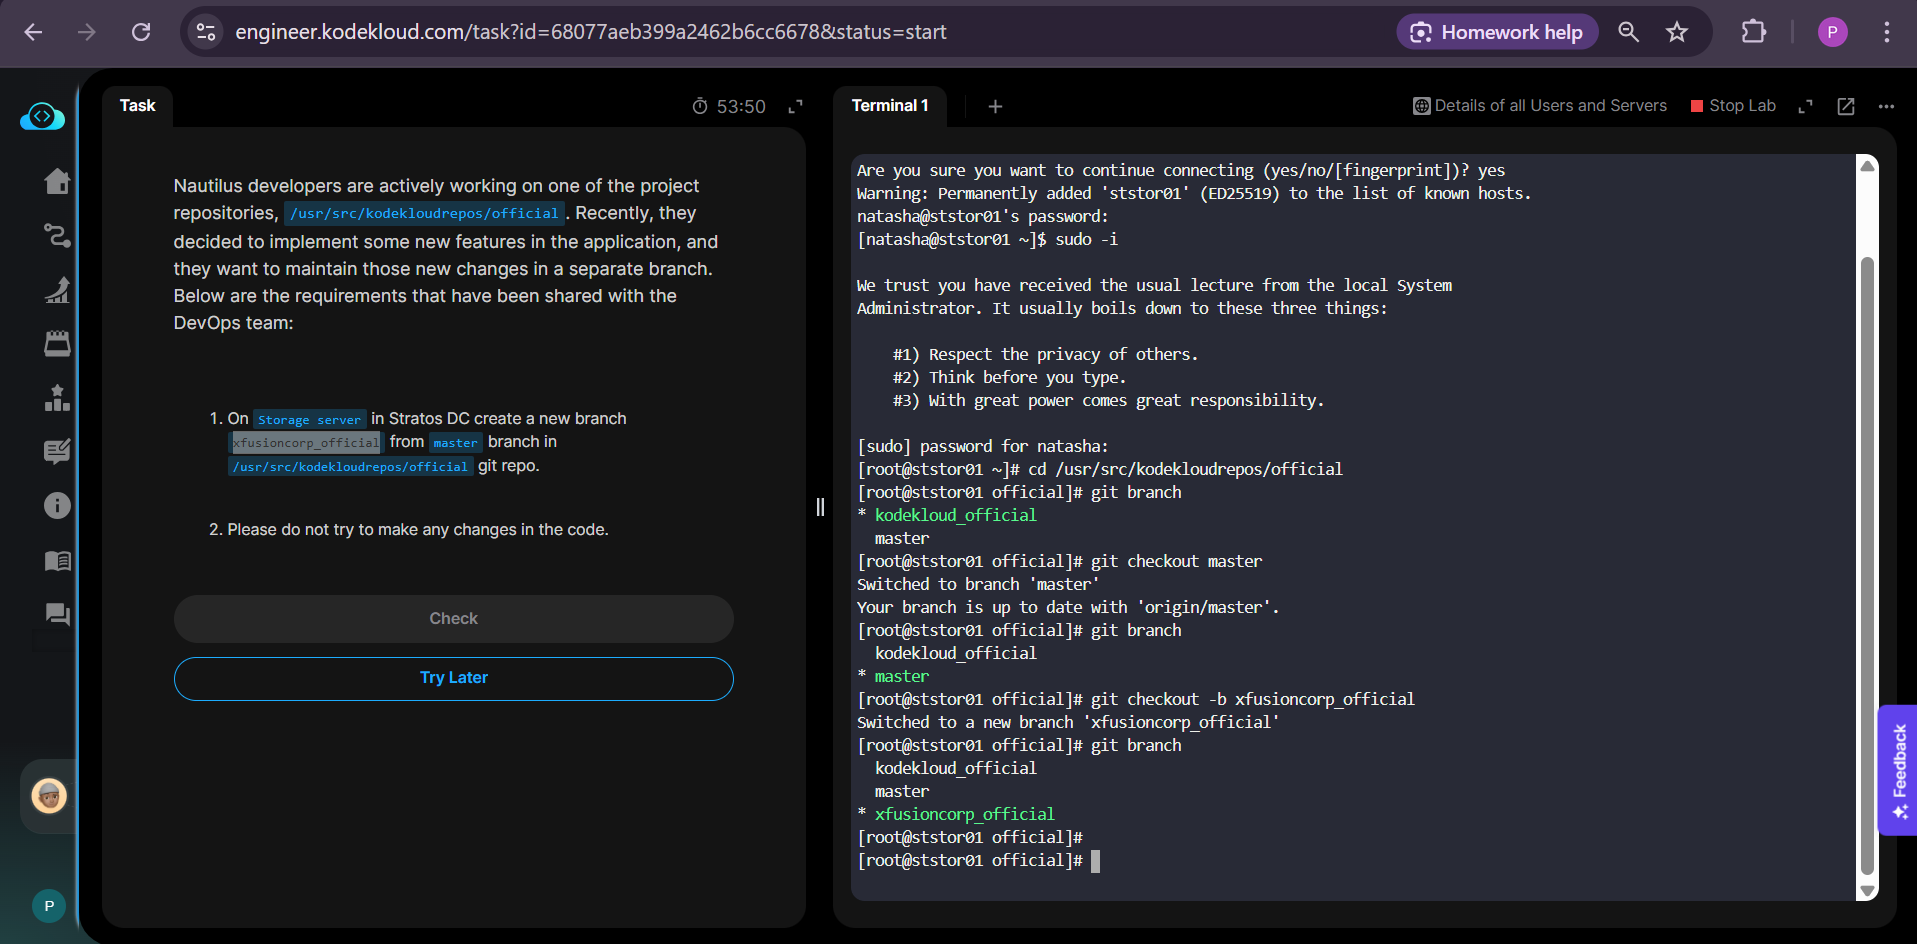 engineer.kodekloud.com/task?id=68077aeb399a2462b6cc6678&status=start
Homework help
P
Task
53:50
Nautilus developers are actively working on one of the project
repositories, /usr/src/kodekloudrepos/official. Recently, they
decided to implement some new features in the application, and
they want to maintain those new changes in a separate branch.
Below are the requirements that have been shared with the
DevOps team:
1. On Storage server in Stratos DC create a new branch
xfusioncorp_official from master branch in
/usr/src/kodekloudrepos/official git repo.
2. Please do not try to make any changes in the code.
Check
Try Later
P
Terminal 1
Details of all Users and Servers
Stop Lab
Are you sure you want to continue connecting (yes/no/[fingerprint])? yes
Warning: Permanently added 'ststor01' (ED25519) to the list of known hosts.
natasha@ststor01's password:
[natasha@ststor01 ~]$ sudo -i
We trust you have received the usual lecture from the local System
Administrator. It usually boils down to these three things:
#1) Respect the privacy of others.
#2) Think before you type.
#3) With great power comes great responsibility.
[sudo] password for natasha:
[root@ststor01 ~]# cd /usr/src/kodekloudrepos/official
[root@ststor01 official]# git branch
* kodekloud_official
master
[root@ststor01 official]# git checkout master
Switched to branch 'master'
Your branch is up to date with 'origin/master'.
[root@ststor01 official]# git branch
kodekloud_official
* master
[root@ststor01 official]# git checkout -b xfusioncorp_official
Switched to a new branch 'xfusioncorp_official'
[root@ststor01 official]# git branch
kodekloud_official
master
* xfusioncorp_official
[root@ststor01 official]#
[root@ststor01 official]#
Feedback